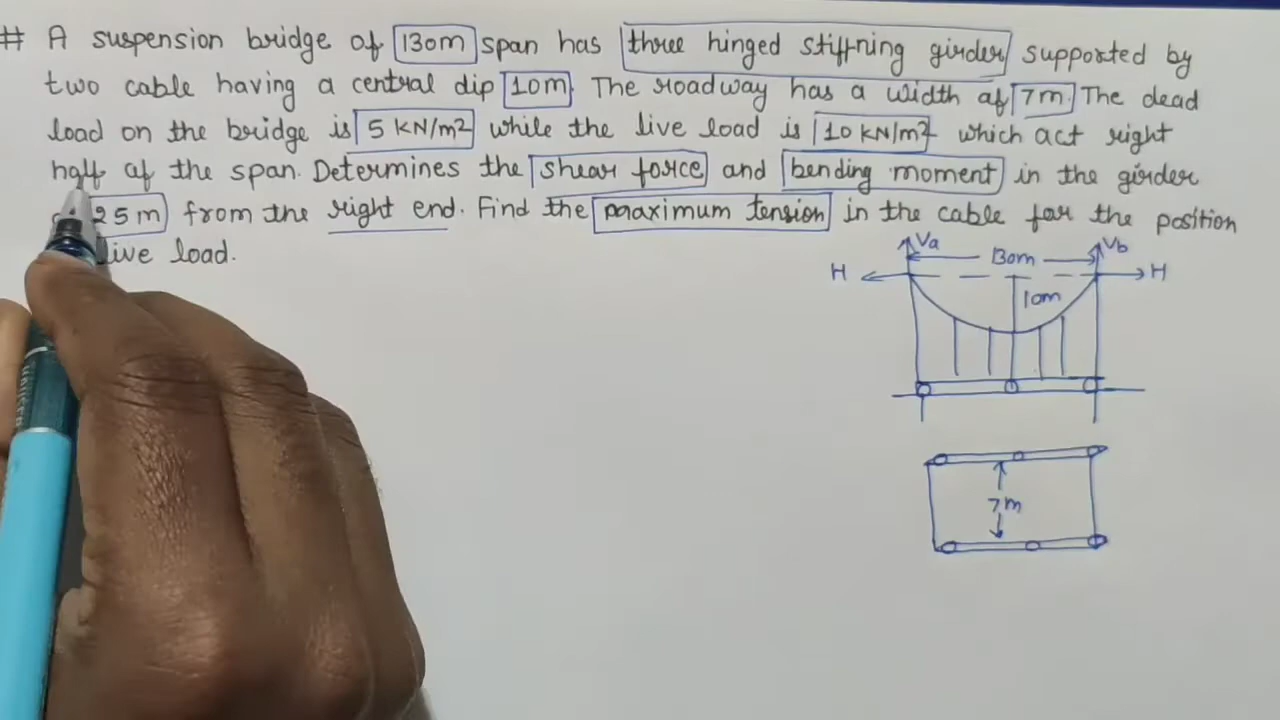 # A suspension bridge of 130m span has three hinged stiffning girder supported by
two cable having a central dip 10m. The roadway has a width of 7m. The dead
load on the bridge is 5 KN/m2 while the live load is 10 KN/m2 which act right
half of the span. Determines the shear force and bending moment in the girder
25m from the right end. Find the maximum tension in the cable for the position
live load.
Va 130m Vb
H H
10m
7m